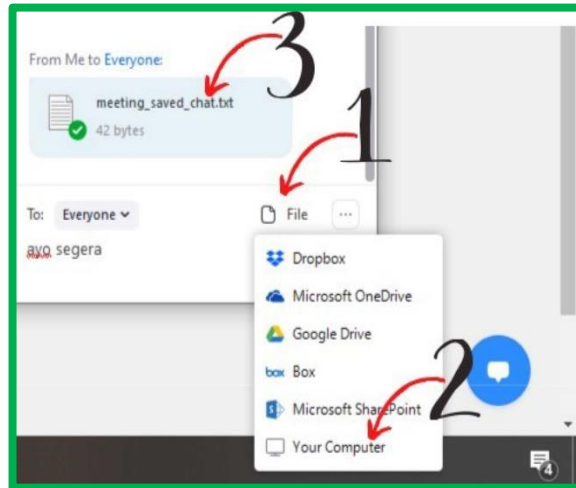 3
From Me to Everyone:
meeting_saved_chat.txt
42 bytes
1
To: Everyone
File
...
ayo segera
Dropbox
Microsoft OneDrive
Google Drive
box Box
Microsoft SharePoint
2
Your Computer
4